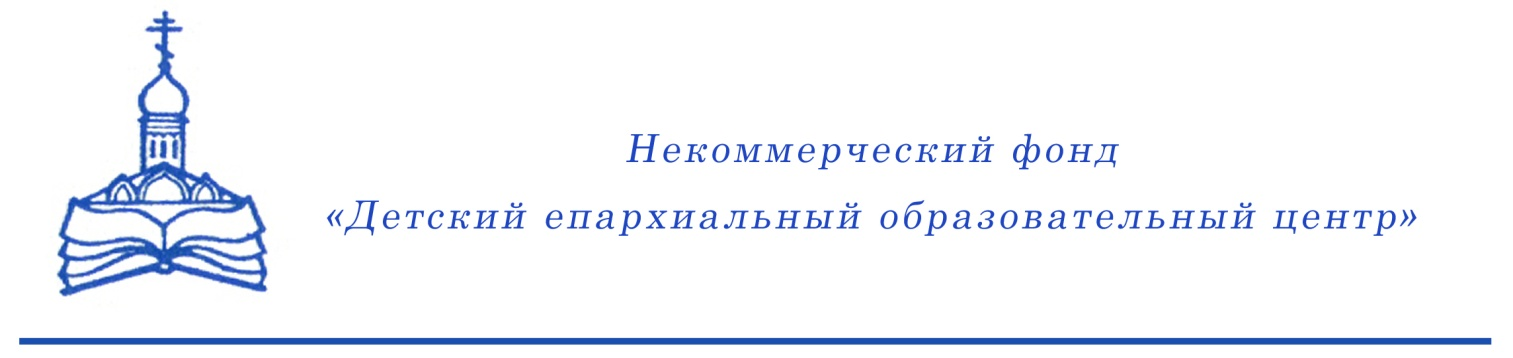 Некоммерческий фонд
«Детский епархиальный образовательный центр»